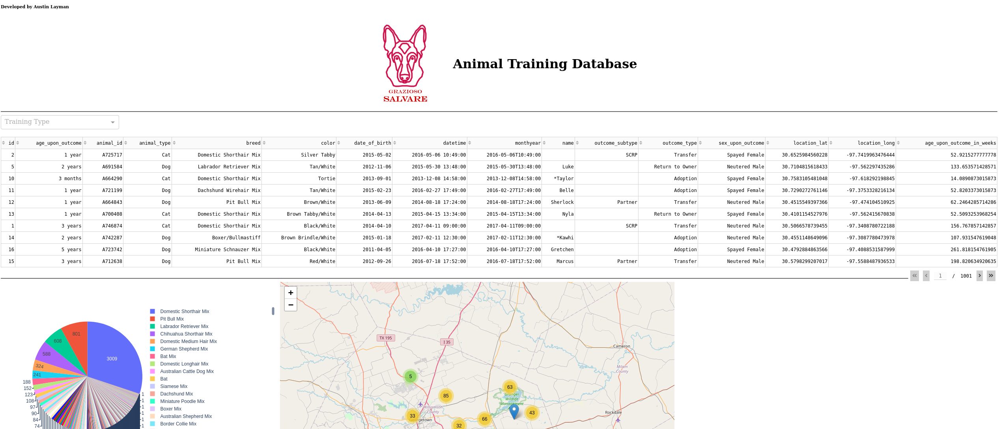 Developed by Austin Layman
GRAZIOSO
SALVARE
Animal Training Database
Training Type
id age_upon_outcome animal_id animal_type breed color date_of_birth datetime monthyear name outcome_subtype outcome_type sex_upon_outcome location_lat location_long age_upon_outcome_in_weeks
2 1 year A725717 Cat Domestic Shorthair Mix Silver Tabby 2015-05-02 2016-05-06 10:49:00 2016-05-06T10:49:00 SCRP Transfer Spayed Female 30.6525984560228 -97.7419963476444 52.9215277777778
5 2 years A691584 Dog Labrador Retriever Mix Tan/White 2012-11-06 2015-05-30 13:48:00 2015-05-30T13:48:00 Luke Return to Owner Neutered Male 30.7104815618433 -97.562297435286 133.653571428571
10 3 months A664290 Cat Domestic Shorthair Mix Tortie 2013-09-01 2013-12-08 14:58:00 2013-12-08T14:58:00 *Taylor Adoption Spayed Female 30.7583105481048 -97.618292198845 14.0890873015873
11 1 year A721199 Dog Dachshund Wirehair Mix Tan/White 2015-02-23 2016-02-27 17:49:00 2016-02-27T17:49:00 Belle Adoption Spayed Female 30.7290272761146 -97.3753328216134 52.8203373015873
12 1 year A664843 Dog Pit Bull Mix Brown/White 2013-06-09 2014-08-18 17:24:00 2014-08-18T17:24:00 Sherlock Partner Transfer Neutered Male 30.4515549397366 -97.474104510925 62.2464285714286
13 1 year A700408 Cat Domestic Shorthair Mix Brown Tabby/White 2014-04-13 2015-04-15 13:34:00 2015-04-15T13:34:00 Nyla Return to Owner Spayed Female 30.4101154527976 -97.562415670838 52.5093253968254
1 3 years A746874 Cat Domestic Shorthair Mix Black/White 2014-04-10 2017-04-11 09:00:00 2017-04-11T09:00:00 SCRP Transfer Neutered Male 30.5066578739455 -97.3408780722188 156.767857142857
14 2 years A742287 Dog Boxer/Bullmastiff Brown Brindle/White 2015-01-18 2017-02-11 12:30:00 2017-02-11T12:30:00 *Kawhi Adoption Neutered Male 30.4551148649096 -97.3087780473978 107.931547619048
16 5 years A723742 Dog Miniature Schnauzer Mix Black/White 2011-04-05 2016-04-10 17:27:00 2016-04-10T17:27:00 Gretchen Adoption Spayed Female 30.4792884863566 -97.4088531587999 261.818154761905
15 3 years A712638 Dog Pit Bull Mix Red/White 2012-09-26 2016-07-18 17:52:00 2016-07-18T17:52:00 Marcus Partner Transfer Neutered Male 30.5798299207017 -97.5588487936533 198.820634920635
1 / 1001
3009
801
608
588
324
241
188
152
123
108
97
90
84
74
1
1
1
1
1
1
Domestic Shorthair Mix
Pit Bull Mix
Labrador Retriever Mix
Chihuahua Shorthair Mix
Domestic Medium Hair Mix
German Shepherd Mix
Bat Mix
Domestic Longhair Mix
Australian Cattle Dog Mix
Bat
Siamese Mix
Dachshund Mix
Miniature Poodle Mix
Boxer Mix
Australian Shepherd Mix
Border Collie Mix
+
−
TX 195
I 35
Cameron
Milam
County
5
63
85
Granger
Wildlife
Management
Williamson
County
33
Georgetown
66
43
32
Rockdale